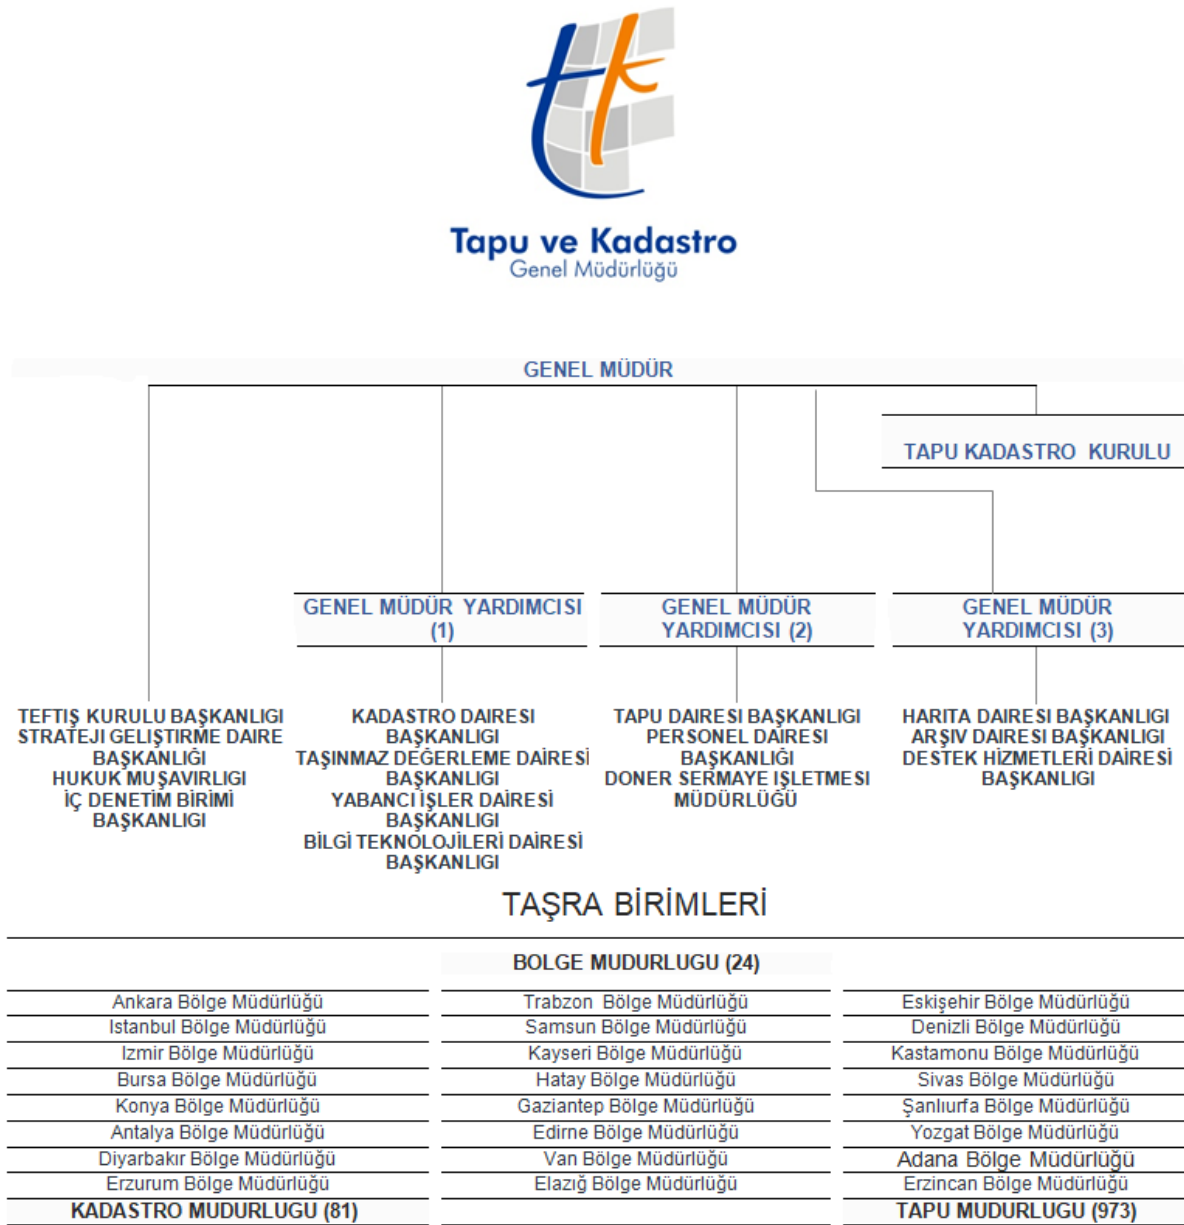 tk
Tapu ve Kadastro
Genel Müdürlüğü
GENEL MÜDÜR
TAPU KADASTRO KURULU
GENEL MÜDÜR YARDIMCISI
(1)
GENEL MÜDÜR
YARDIMCISI (2)
GENEL MÜDÜR
YARDIMCISI (3)
TEFTIŞ KURULU BAŞKANLIGI
STRATEJI GELIŞTIRME DAIRE
BAŞKANLIĞI
HUKUK MUŞAVIRLIGI
İÇ DENETİM BİRİMİ
BAŞKANLIGI
KADASTRO DAIRESI
BAŞKANLIGI
TAŞINMAZ DEĞERLEME DAİRESİ
BAŞKANLIGI
YABANCI İŞLER DAİRESİ
BAŞKANLIGI
BİLGİ TEKNOLOJİLERİ DAİRESİ
BAŞKANLIGI
TAPU DAIRESI BAŞKANLIGI
PERSONEL DAIRESI
BAŞKANLIĞI
DONER SERMAYE IŞLETMESI
MÜDÜRLÜĞÜ
HARITA DAIRESI BAŞKANLIGI
ARŞIV DAIRESI BAŞKANLIGI
DESTEK HİZMETLERİ DAİRESİ
BAŞKANLIGI
TAŞRA BİRİMLERİ
BOLGE MUDURLUGU (24)
Ankara Bölge Müdürlüğü
Trabzon Bölge Müdürlüğü
Eskişehir Bölge Müdürlüğü
Istanbul Bölge Müdürlüğü
Samsun Bölge Müdürlüğü
Denizli Bölge Müdürlüğü
Izmir Bölge Müdürlüğü
Kayseri Bölge Müdürlüğü
Kastamonu Bölge Müdürlüğü
Bursa Bölge Müdürlüğü
Hatay Bölge Müdürlüğü
Sivas Bölge Müdürlüğü
Konya Bölge Müdürlüğü
Gaziantep Bölge Müdürlüğü
Şanlıurfa Bölge Müdürlüğü
Antalya Bölge Müdürlüğü
Edirne Bölge Müdürlüğü
Yozgat Bölge Müdürlüğü
Diyarbakır Bölge Müdürlüğü
Van Bölge Müdürlüğü
Adana Bölge Müdürlüğü
Erzurum Bölge Müdürlüğü
Elazığ Bölge Müdürlüğü
Erzincan Bölge Müdürlüğü
KADASTRO MUDURLUGU (81)
TAPU MUDURLUGU (973)